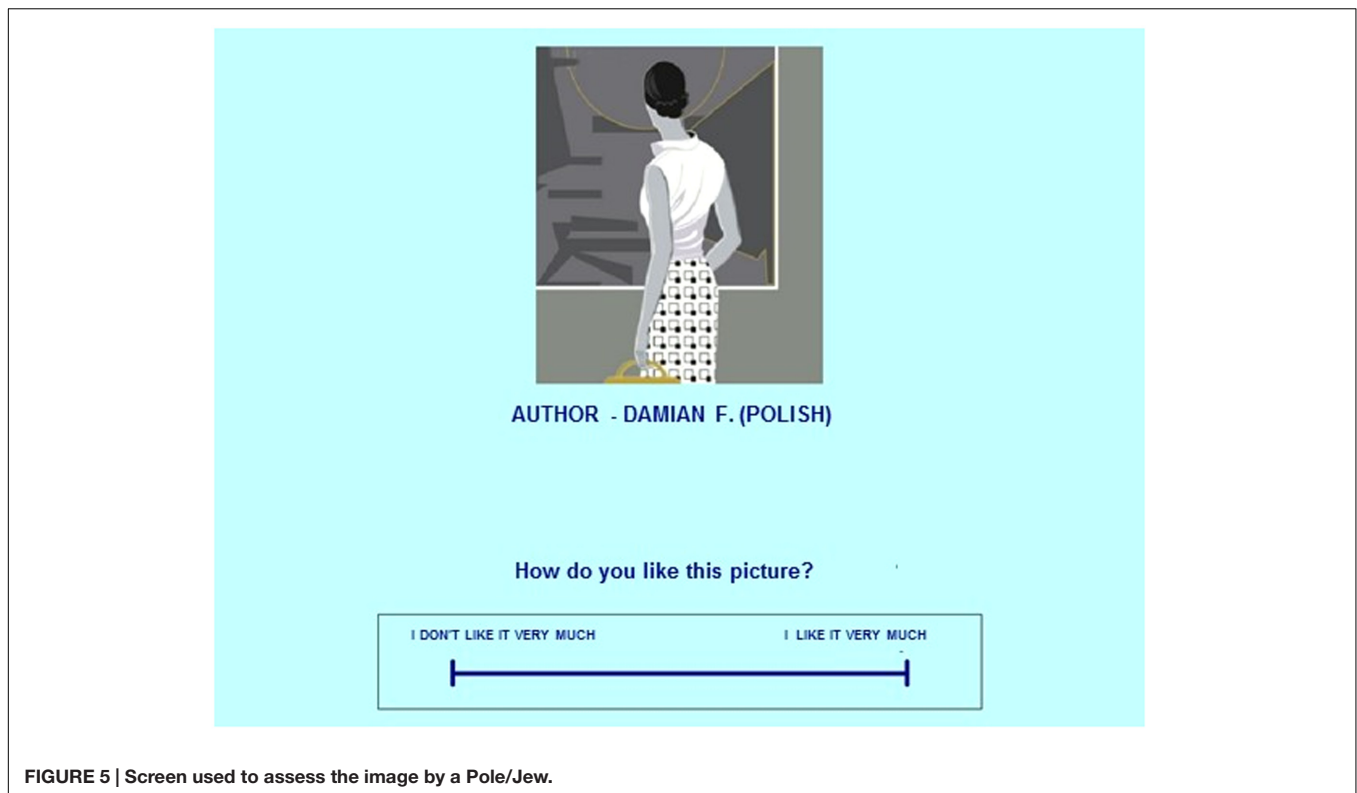 AUTHOR - DAMIAN F. (POLISH)
How do you like this picture?
I DON'T LIKE IT VERY MUCH I LIKE IT VERY MUCH
FIGURE 5 | Screen used to assess the image by a Pole/Jew.